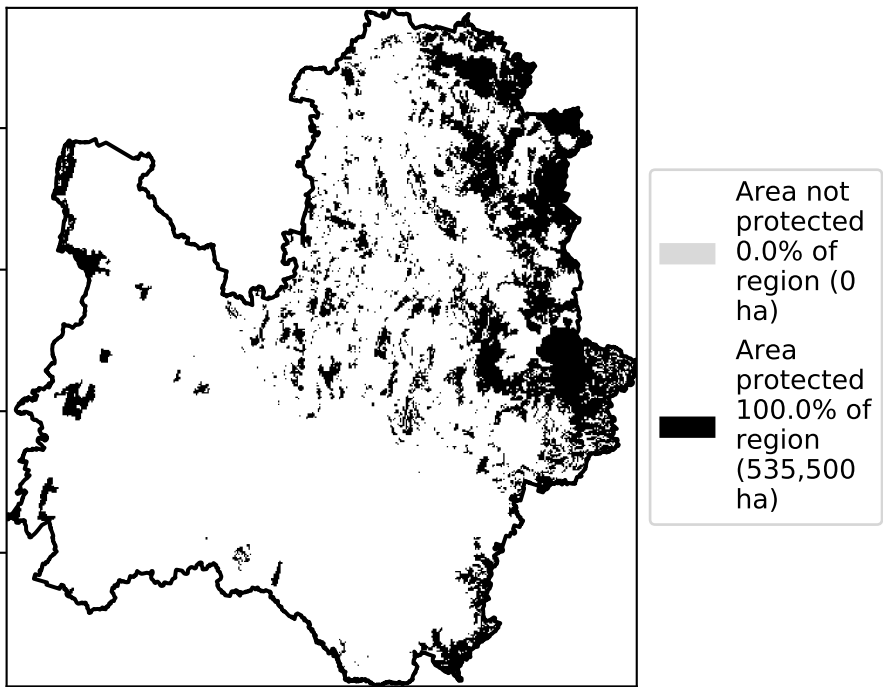 Area not
protected
0.0% of
region (0
ha)
Area
protected
100.0% of
region
(535,500
ha)